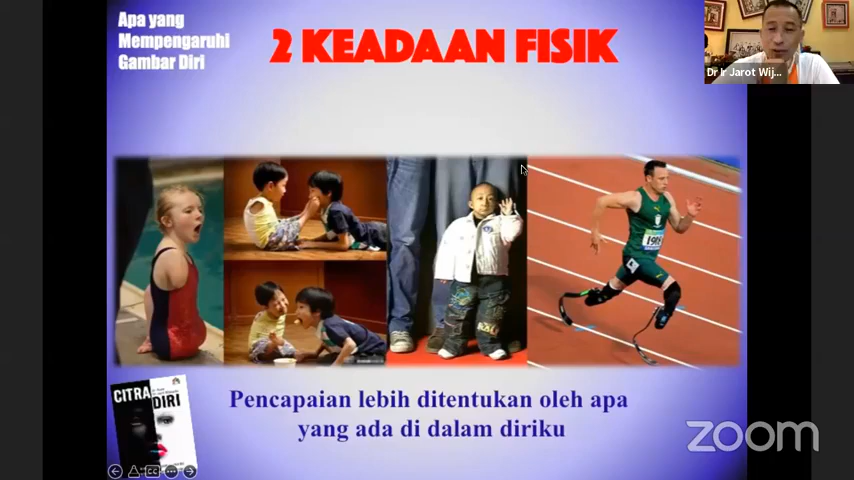 Apa yang
Mempengaruhi
Gambar Diri
2 KEADAAN FISIK
Dr Ir Jarot Wij...
CITRA
DIRI
Pencapaian lebih ditentukan oleh apa
yang ada di dalam diriku
zoom